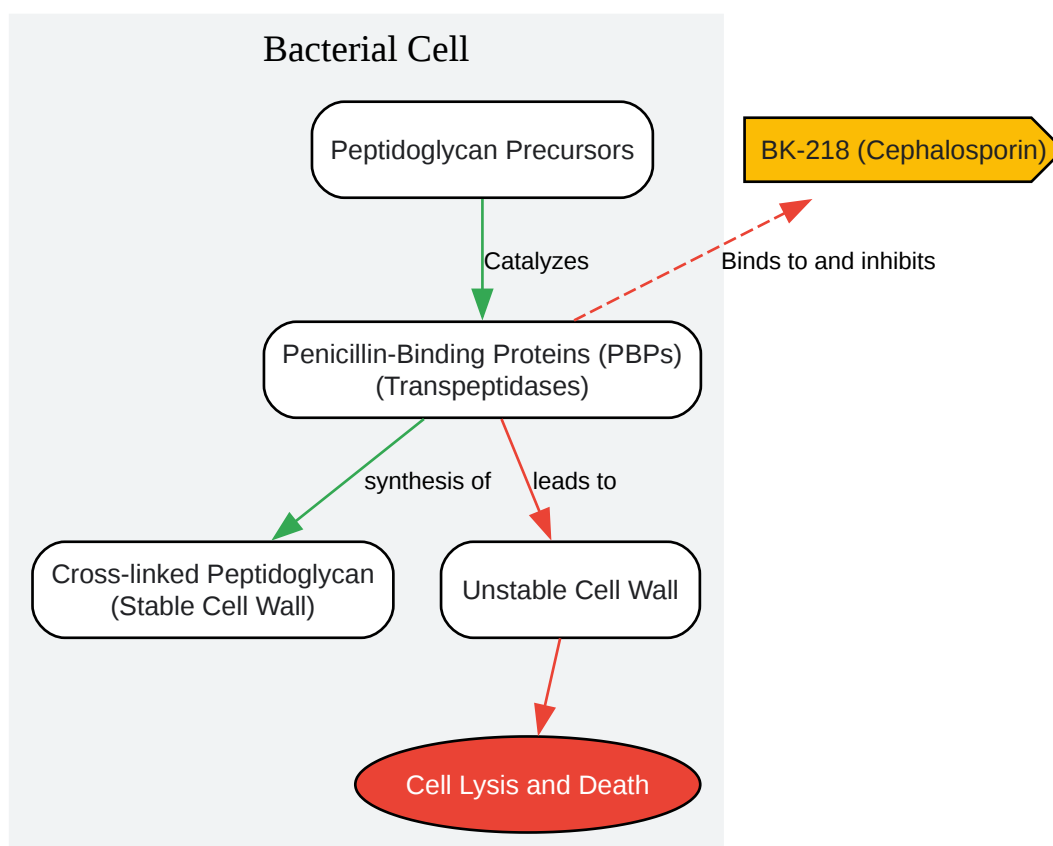 Bacterial Cell
Peptidoglycan Precursors
BK-218 (Cephalosporin)
Catalyzes
Binds to and inhibits
Penicillin-Binding Proteins (PBPs)
(Transpeptidases)
synthesis of
leads to
Cross-linked Peptidoglycan
(Stable Cell Wall)
Unstable Cell Wall
Cell Lysis and Death